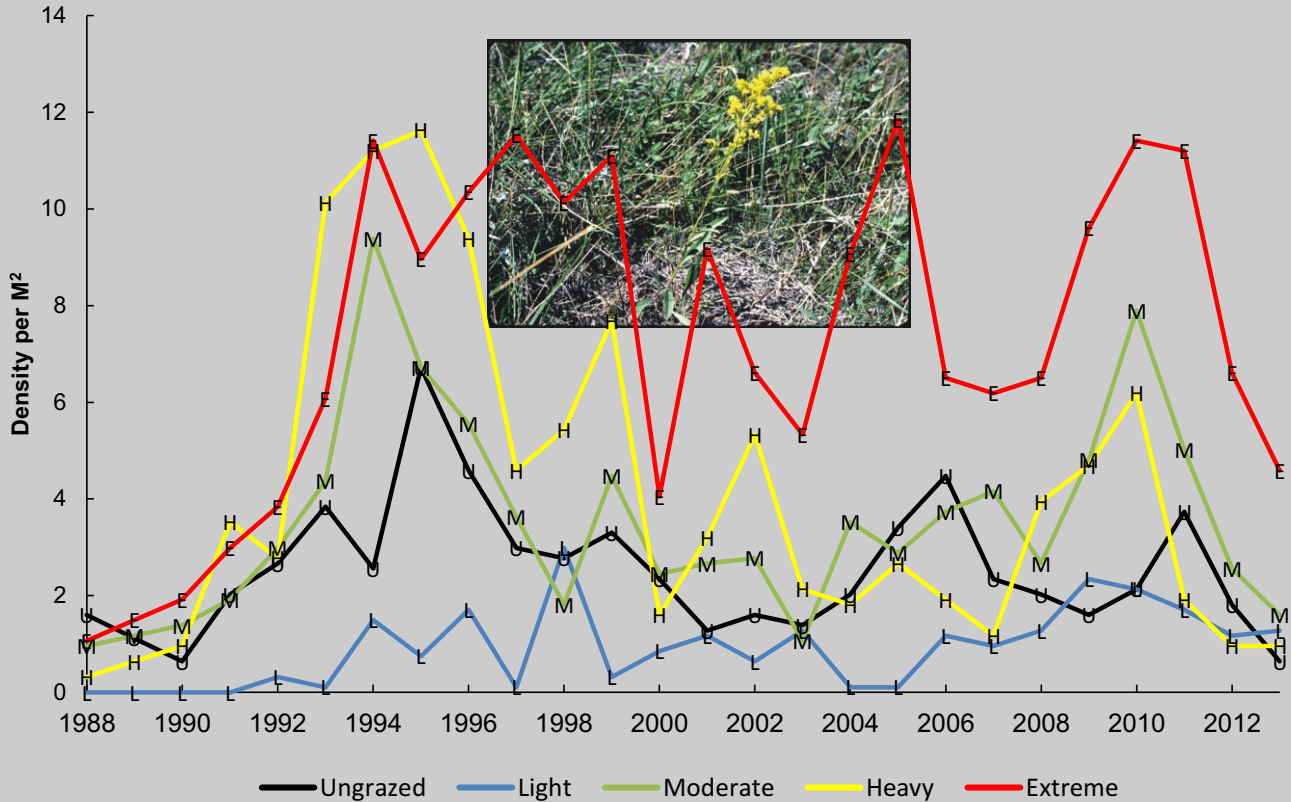 14
12
10
8
6
4
2
0
Density per M²
1988 1990 1992 1994 1996 1998 2000 2002 2004 2006 2008 2010 2012
U U U U U U U U U U U U U U U U U U U U U U U U U U
L L L L L L L L L L L L L L L L L L L L L L L L L L
M M M M M M M M M M M M M M M M M M M M M M M M M M
H H H H H H H H H H H H H H H H H H H H H H H H H H
E E E E E E E E E E E E E E E E E E E E E E E E E E
Ungrazed Light Moderate Heavy Extreme